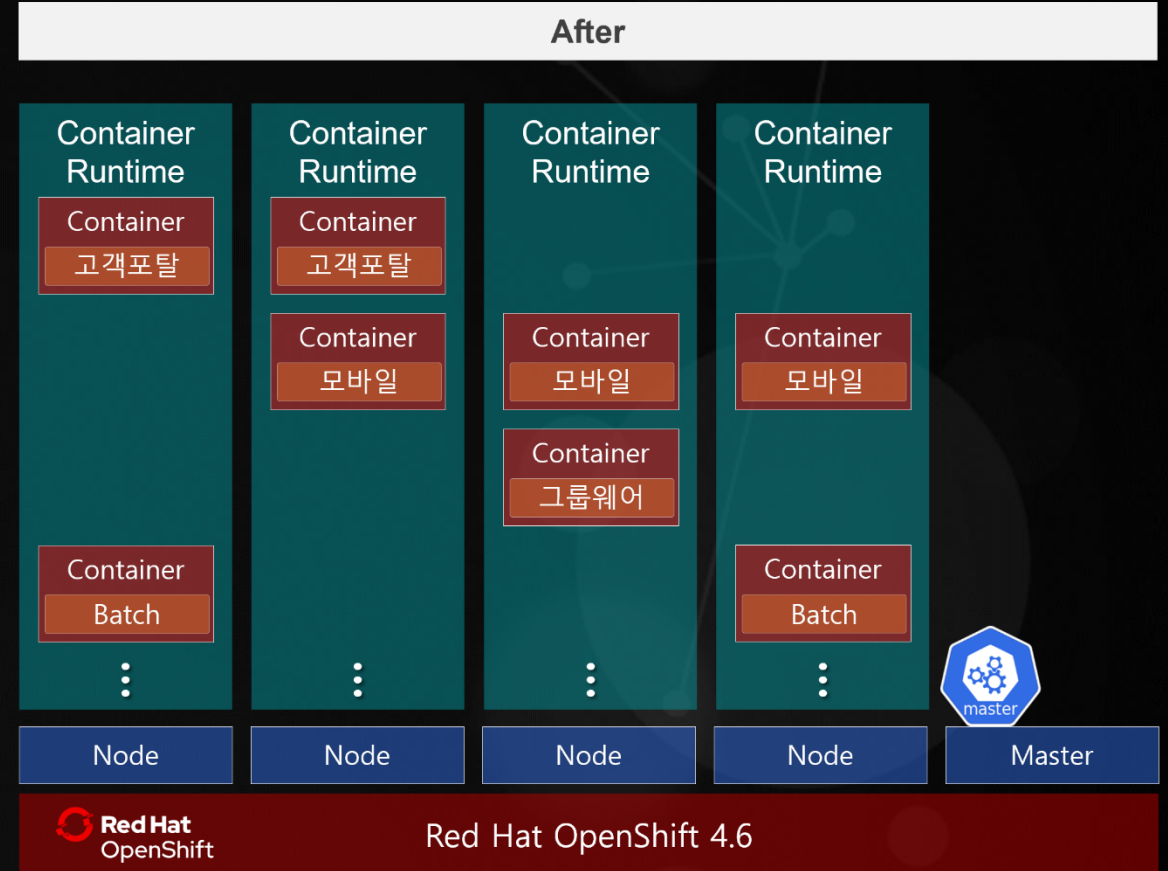 After
Container
Runtime
Container
고객포탈
Container
Batch
Container
Runtime
Container
고객포탈
Container
모바일
Container
Runtime
Container
모바일
Container
그룹웨어
Container
Runtime
Container
모바일
Container
Batch
master
Node
Node
Node
Node
Master
Red Hat
OpenShift
Red Hat OpenShift 4.6